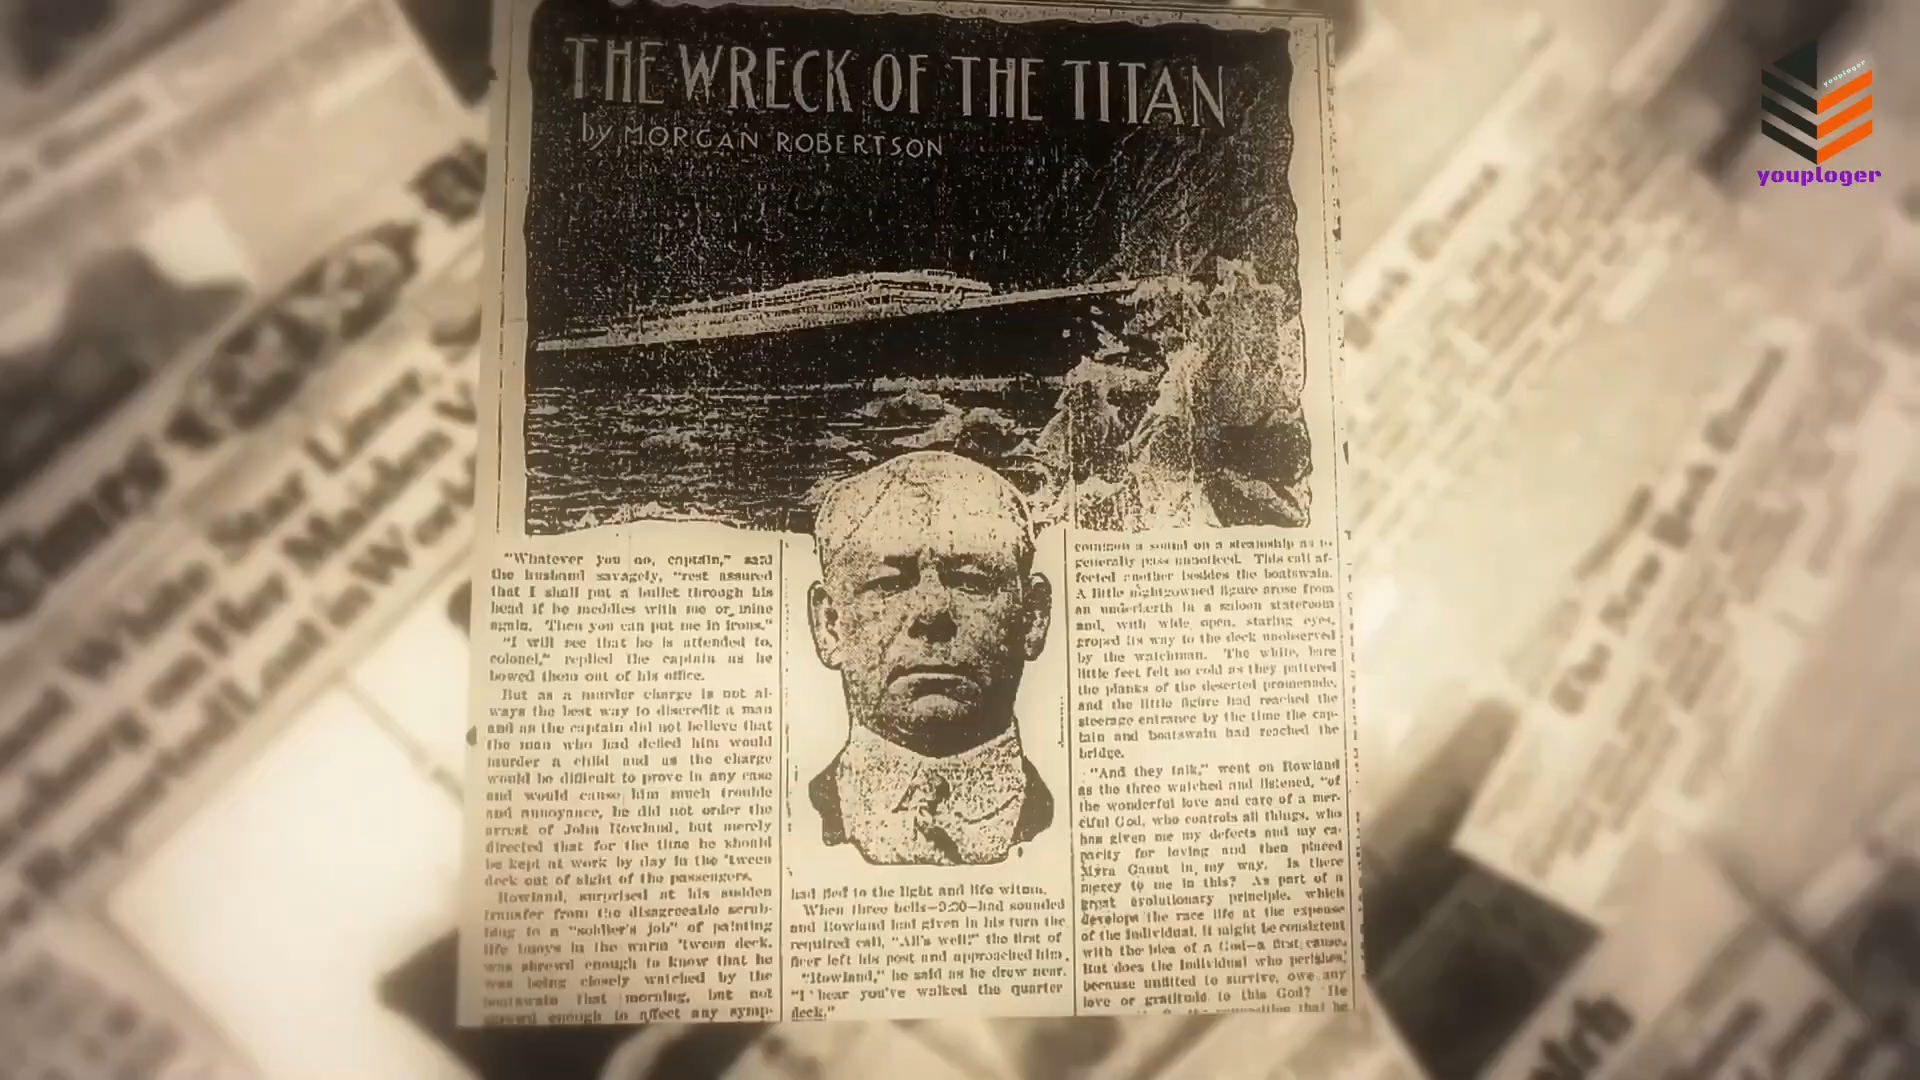 THE WRECK OF THE TITAN
by MORGAN ROBERTSON
youploger
youploger
"Whatever you do, captain," said
the husband savagely, "rest assured
that I shall put a bullet through his
head if he meddles with me or mine
again. Then you can put me in irons."
"I will see that he is attended to,
colonel," replied the captain as he
bowed them out of his office.
But as a murder charge is not al-
ways the best way to discredit a man
and as the captain did not believe that
the man who had defied him would
murder a child and as the charge
would be difficult to prove in any case
and would cause him much trouble
and annoyance, he did not order the
arrest of John Rowland, but merely
directed that for the time he should
be kept at work by day in the 'tween
deck out of sight of the passengers.
Rowland, surprised at his sudden
transfer from the disagreeable scrub-
bing to a "soldier's job" of painting
life buoys in the warm 'tween deck,
was shrewd enough to know that he
was being closely watched by the
boatswain that morning, but not
shrewd enough to affect any symp-
had fled to the light and life within.
When three bells—9:30—had sounded
and Rowland had given in his turn the
required call, "All's well!" the first of
ficer left his post and approached him.
"Rowland," he said as he drew near.
"I hear you've walked the quarter
deck."
common a sound on a steamship as to
generally pass unnoticed. This call af-
fected another besides the boatswain.
A little nightgowned figure arose from
an underberth in a saloon stateroom
and, with wide open, staring eyes,
groped its way to the deck unobserved
by the watchman. The white, bare
little feet felt no cold as they pattered
the planks of the deserted promenade,
and the little figure had reached the
steerage entrance by the time the cap-
tain and boatswain had reached the
bridge.
"And they talk," went on Rowland
as the three watched and listened, "of
the wonderful love and care of a mer-
ciful God, who controls all things, who
has given me my defects and my ca-
pacity for loving and then placed
Myra Gaunt in my way. Is there
mercy to me in this? As part of a
great evolutionary principle, which
develops the race life at the expense
of the individual, it might be consistent
with the idea of a God—a first cause.
But does the individual who perishes,
because unfitted to survive, owe any
love or gratitude to this God? He
White Star Liner,
on Her Maiden
The New York